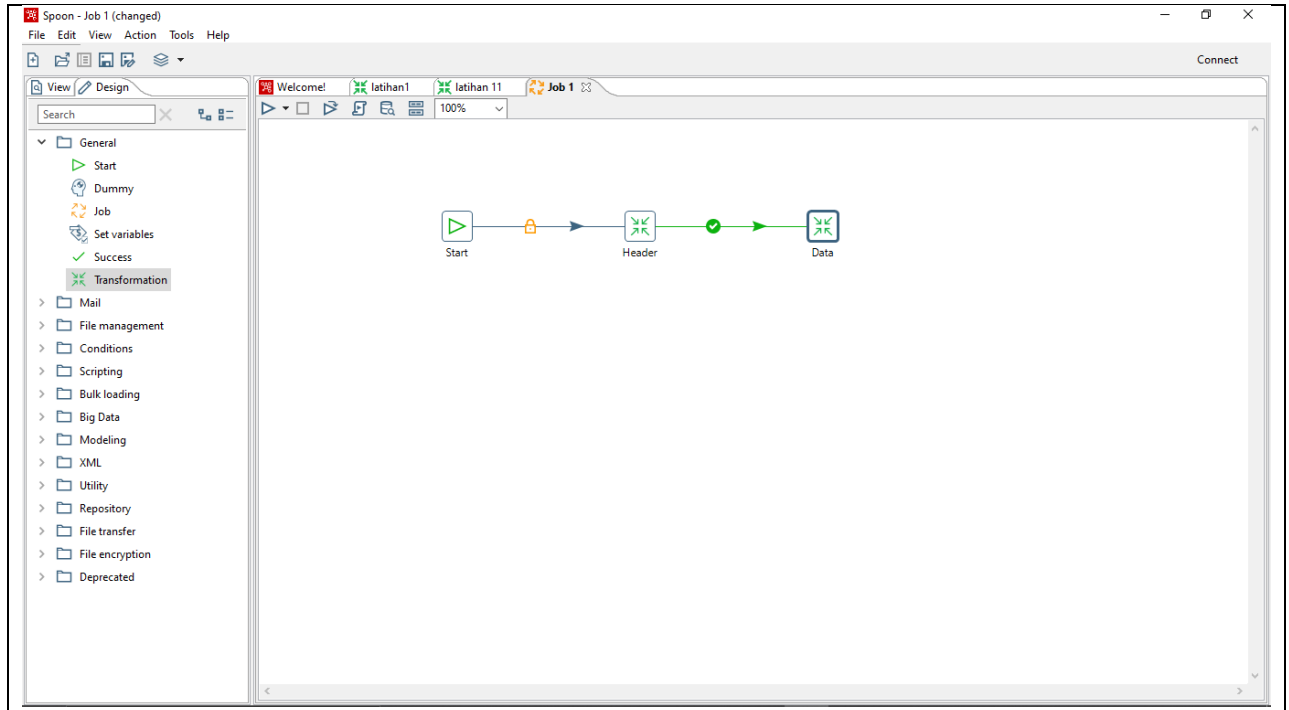 Spoon - Job 1 (changed)
File Edit View Action Tools Help
Connect
View Design
Welcome! latihan1 latihan 11 Job 1
Search
100%
General
Start
Dummy
Job
Set variables
Success
Transformation
Mail
File management
Conditions
Scripting
Bulk loading
Big Data
Modeling
XML
Utility
Repository
File transfer
File encryption
Deprecated
Start Header Data